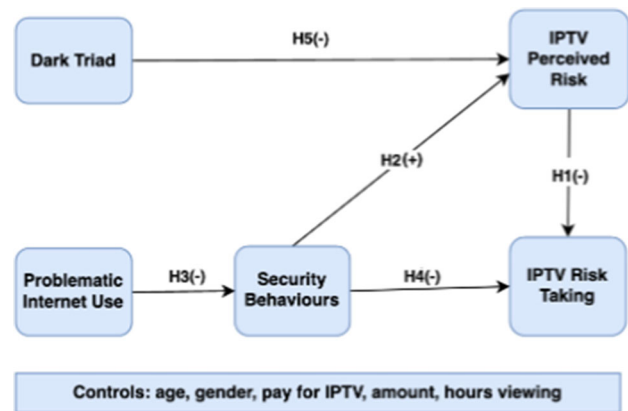 H5(-)
Dark Triad
IPTV
Perceived
Risk
H2(+)
H1(-)
Problematic
Internet Use
H3(-)
Security
Behaviours
H4(-)
IPTV Risk
Taking
Controls: age, gender, pay for IPTV, amount, hours viewing